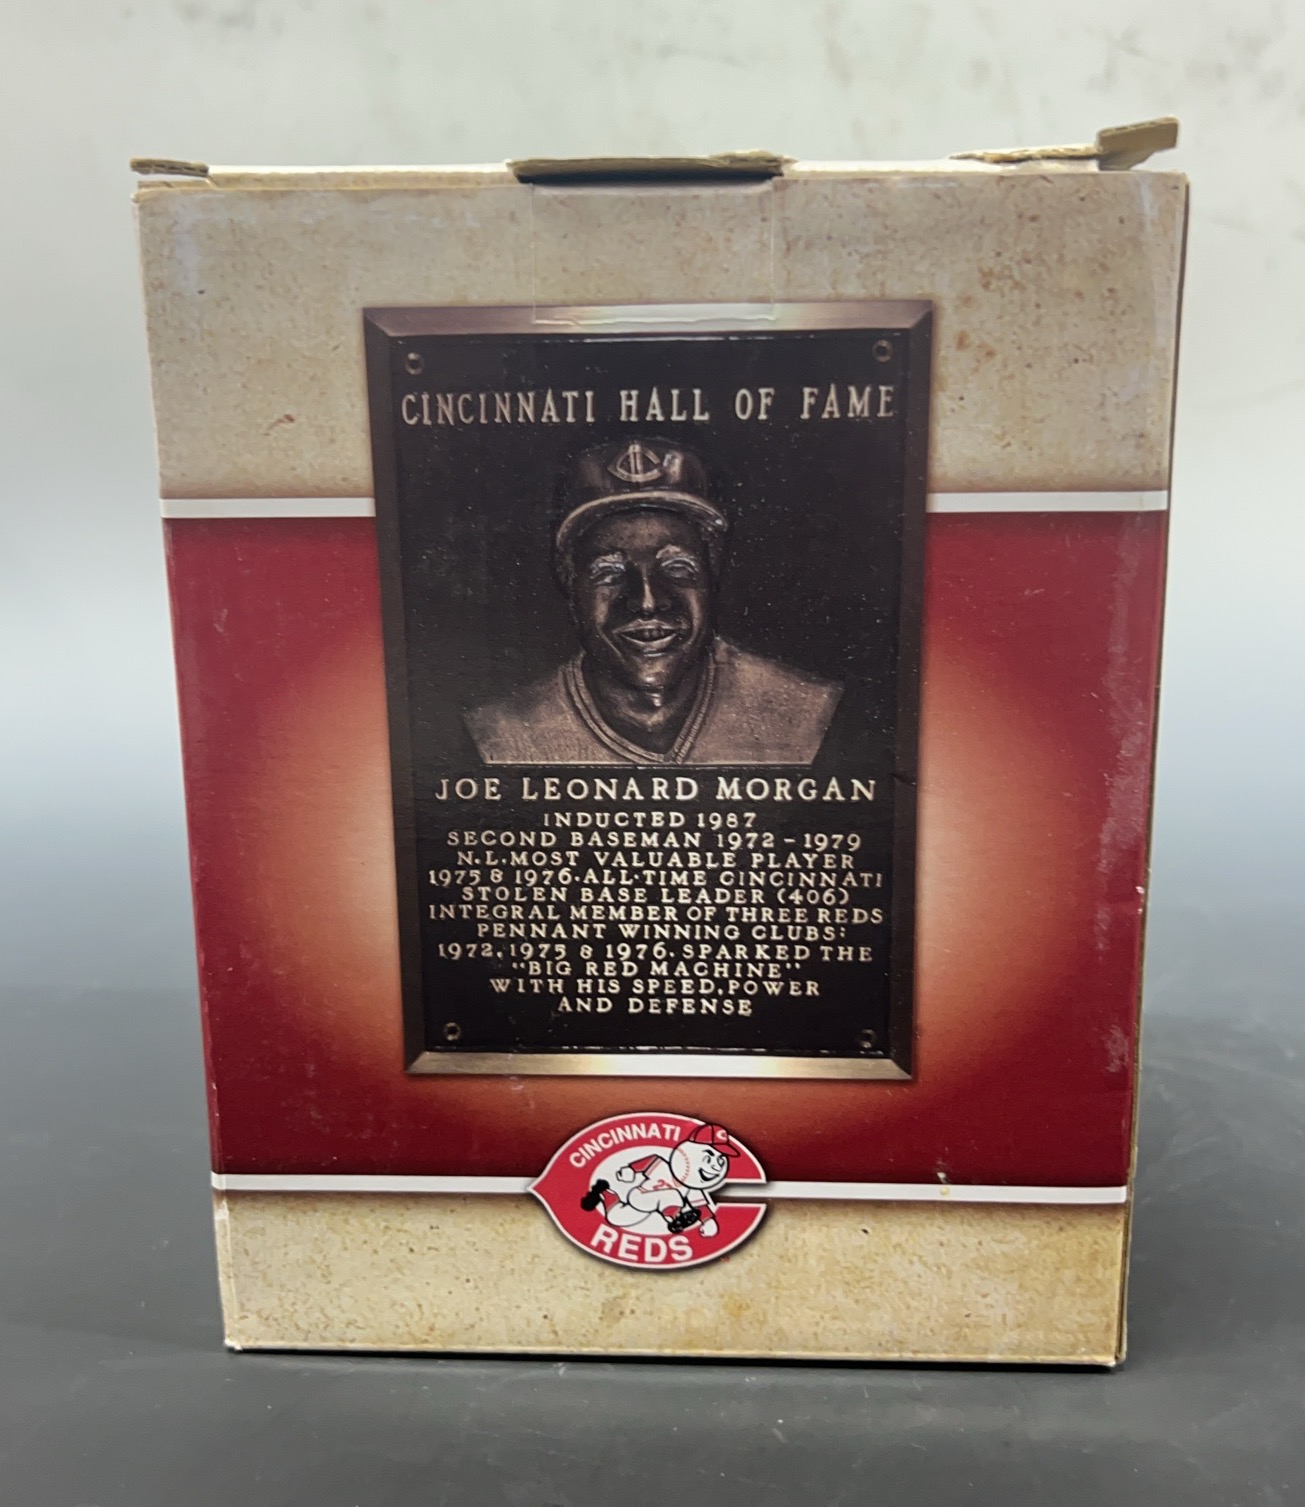 CINCINNATI HALL OF FAME
JOE LEONARD MORGAN
INDUCTED 1987
SECOND BASEMAN 1972-1979
N.L. MOST VALUABLE PLAYER
1975 & 1976. ALL-TIME CINCINNATI
STOLEN BASE LEADER (406)
INTEGRAL MEMBER OF THREE REDS
PENNANT WINNING CLUBS:
1972, 1975 & 1976. SPARKED THE
"BIG RED MACHINE"
WITH HIS SPEED, POWER
AND DEFENSE
CINCINNATI
REDS